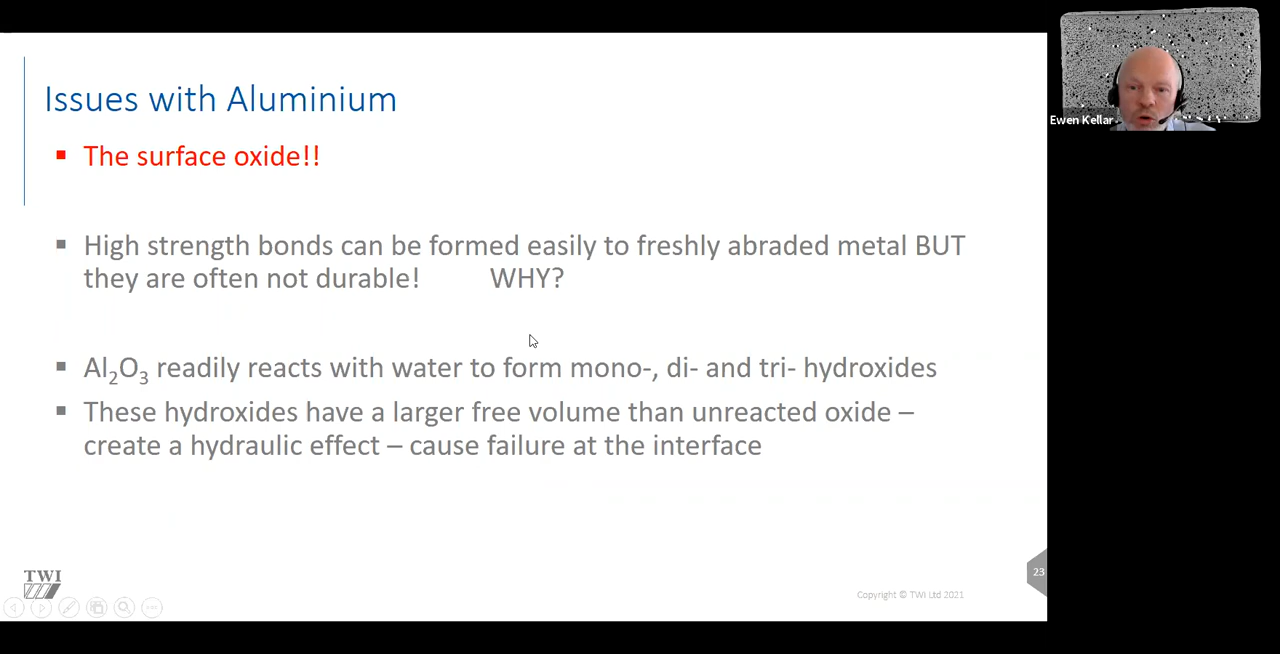 Issues with Aluminium
The surface oxide!!
High strength bonds can be formed easily to freshly abraded metal BUT
they are often not durable! WHY?
Al₂O₃ readily reacts with water to form mono-, di- and tri- hydroxides
These hydroxides have a larger free volume than unreacted oxide –
create a hydraulic effect – cause failure at the interface
TWI
Copyright © TWI Ltd 2021
23
Ewen Kellar